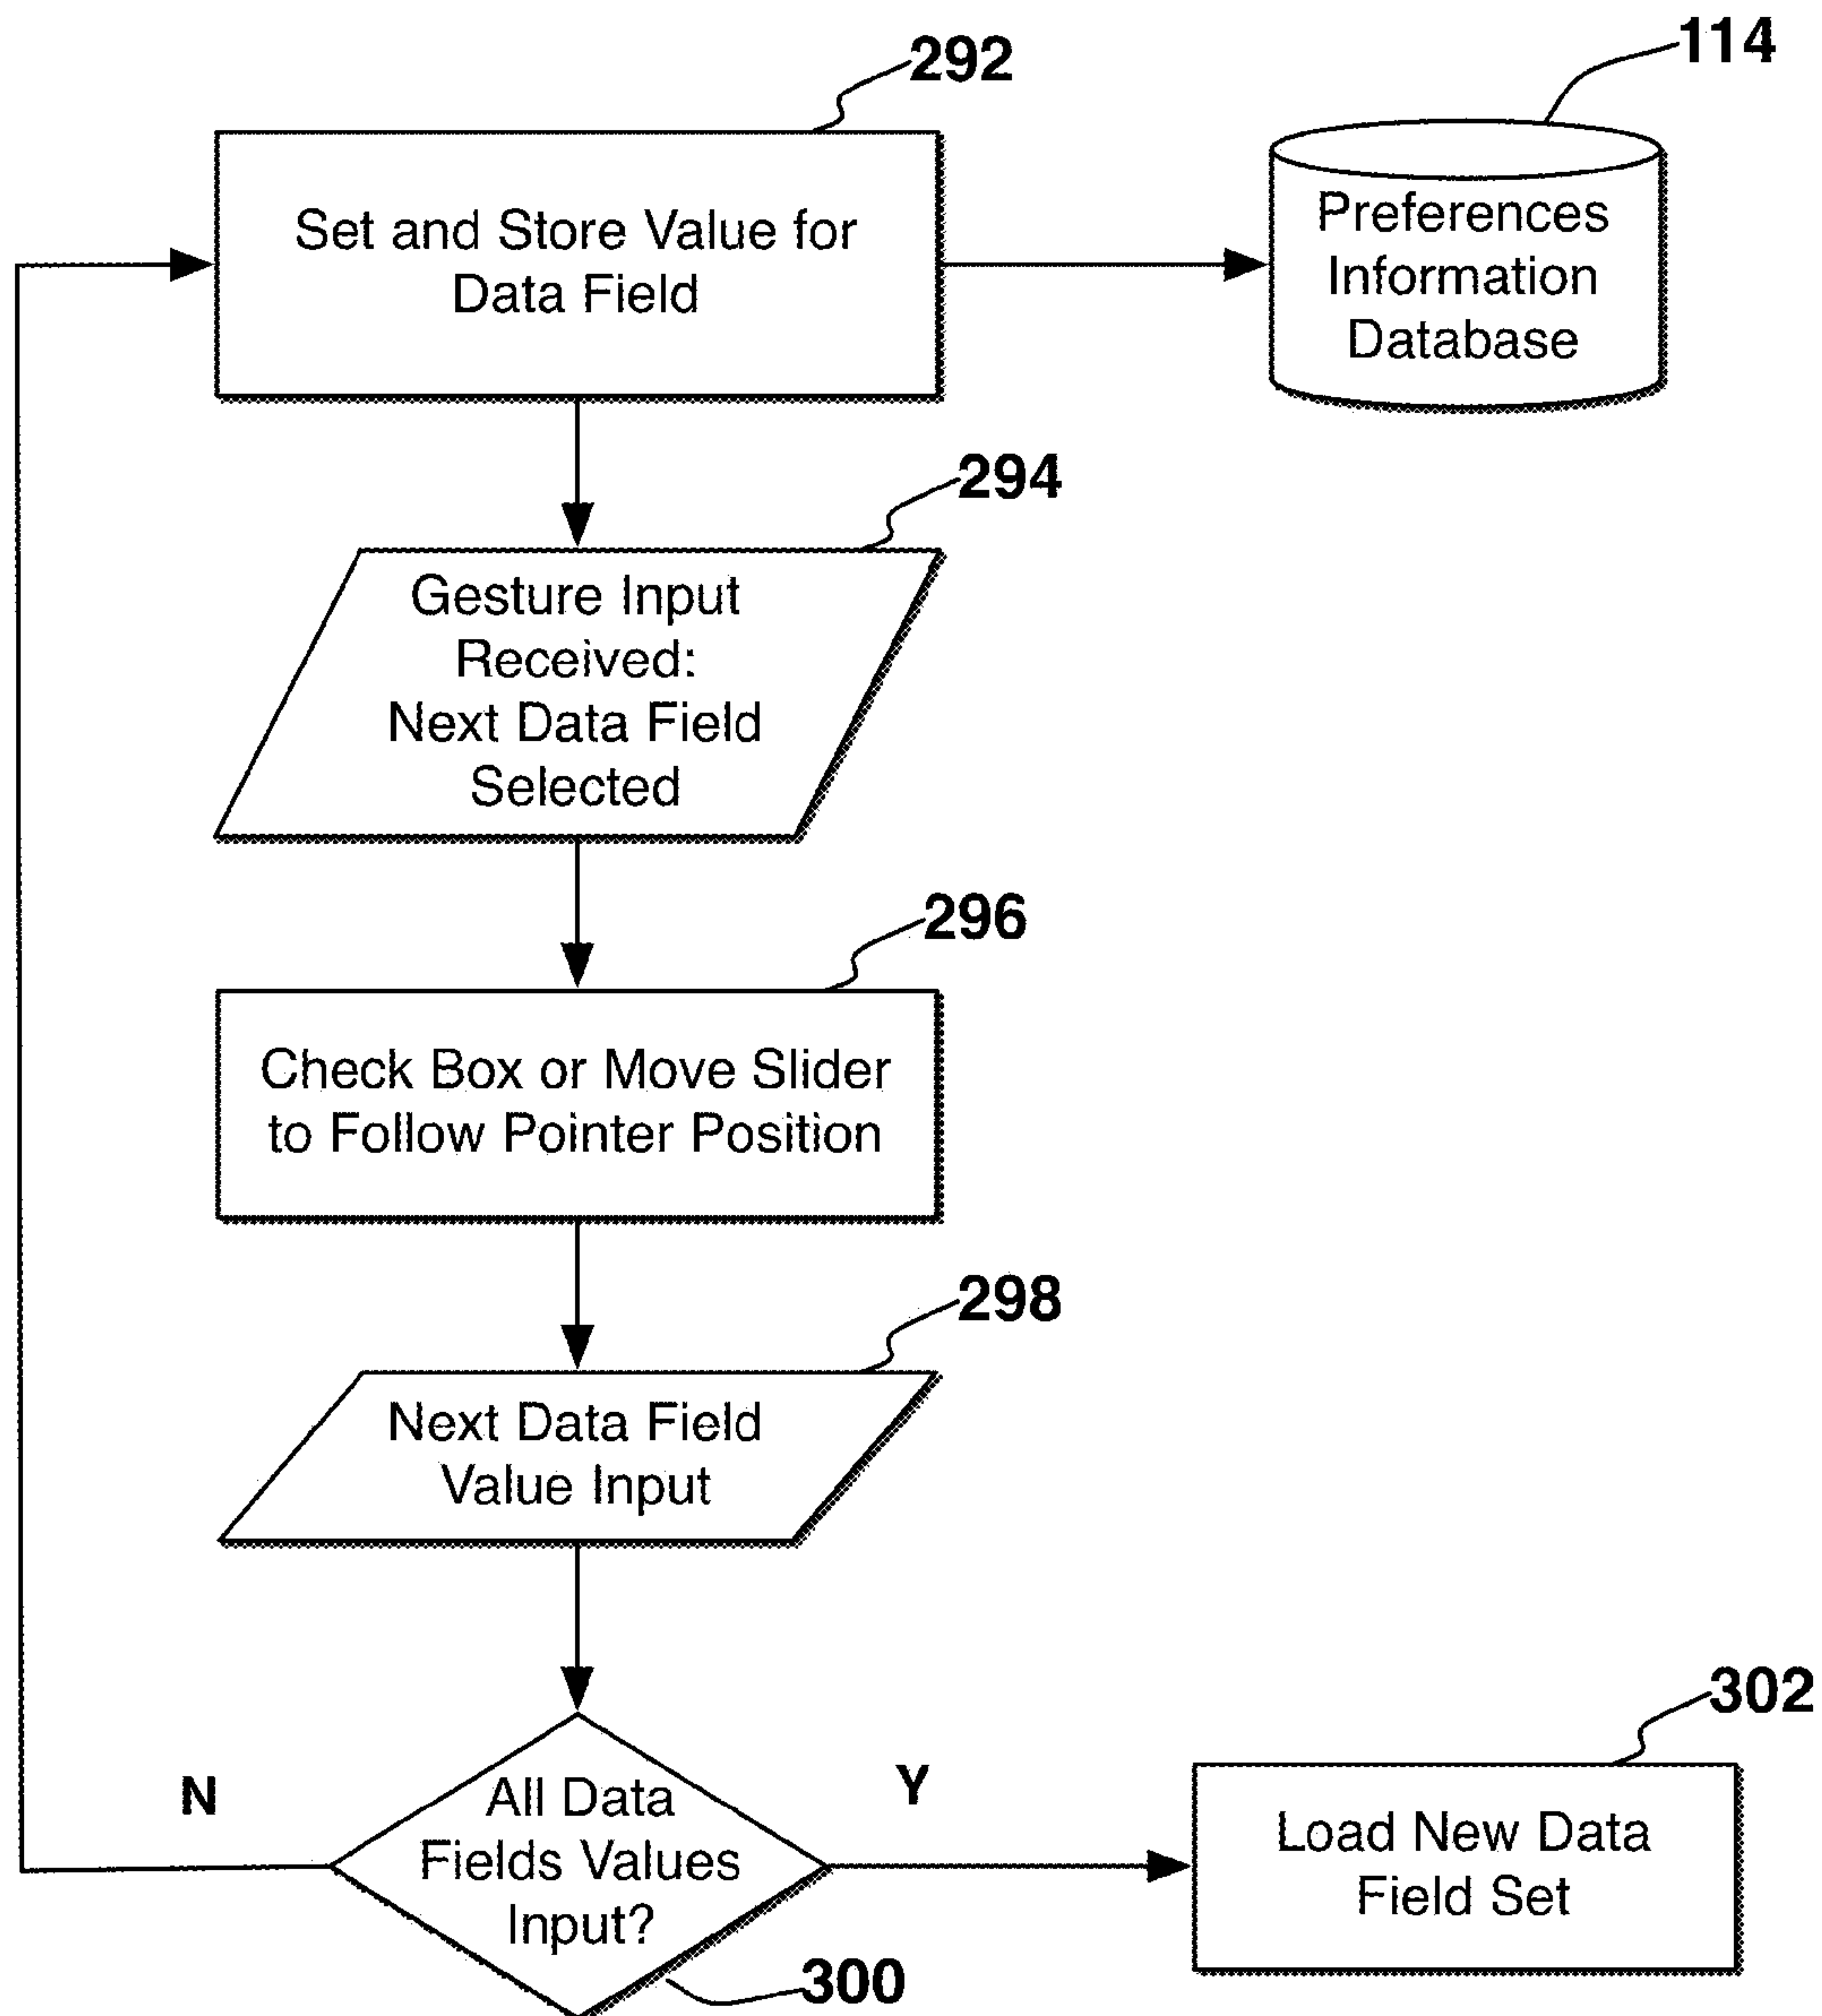 292
114
Set and Store Value for
Data Field
Preferences
Information
Database
294
Gesture Input
Received:
Next Data Field
Selected
296
Check Box or Move Slider
to Follow Pointer Position
298
Next Data Field
Value Input
302
N
Y
All Data
Fields Values
Input?
Load New Data
Field Set
300